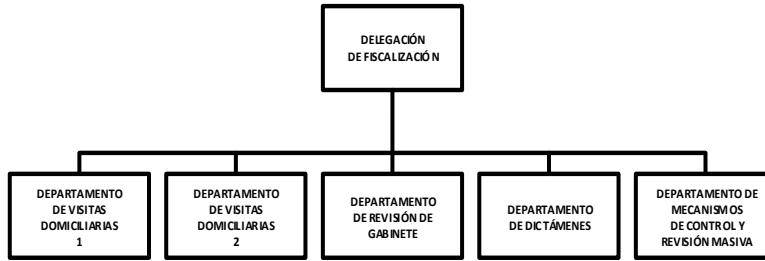 DELEGACIÓN
DE FISCALIZACIÓN
DEPARTAMENTO
DE VISITAS
DOMICILIARIAS
1
DEPARTAMENTO
DE VISITAS
DOMICILIARIAS
2
DEPARTAMENTO
DE REVISIÓN DE
GABINETE
DEPARTAMENTO
DE DICTÁMENES
DEPARTAMENTO DE
MECANISMOS
DE CONTROL Y
REVISIÓN MASIVA